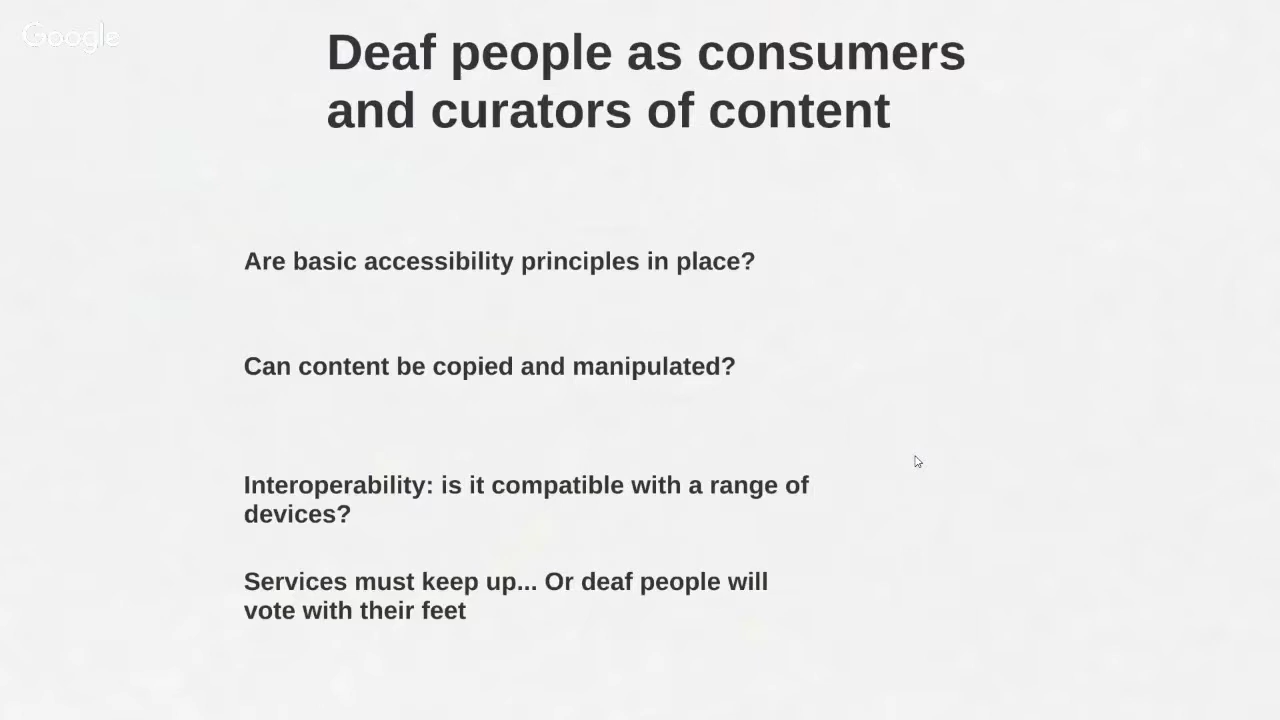 Google
Deaf people as consumers
and curators of content
Are basic accessibility principles in place?
Can content be copied and manipulated?
Interoperability: is it compatible with a range of
devices?
Services must keep up... Or deaf people will
vote with their feet